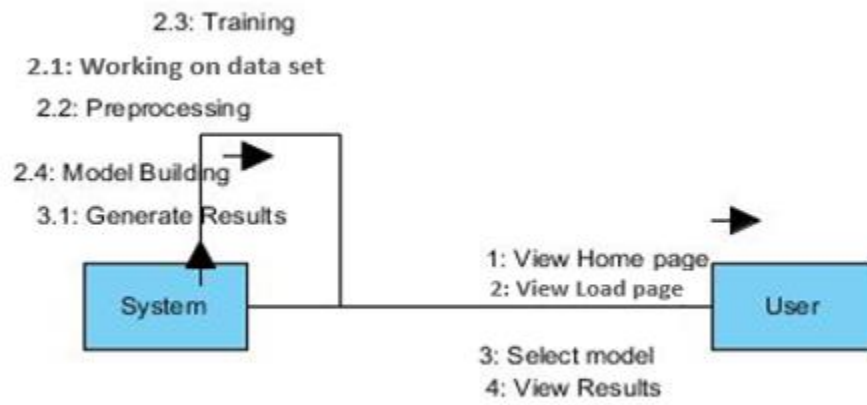 2.3: Training
2.1: Working on data set
2.2: Preprocessing
2.4: Model Building
3.1: Generate Results
System
1: View Home page
2: View Load page
User
3: Select model
4: View Results